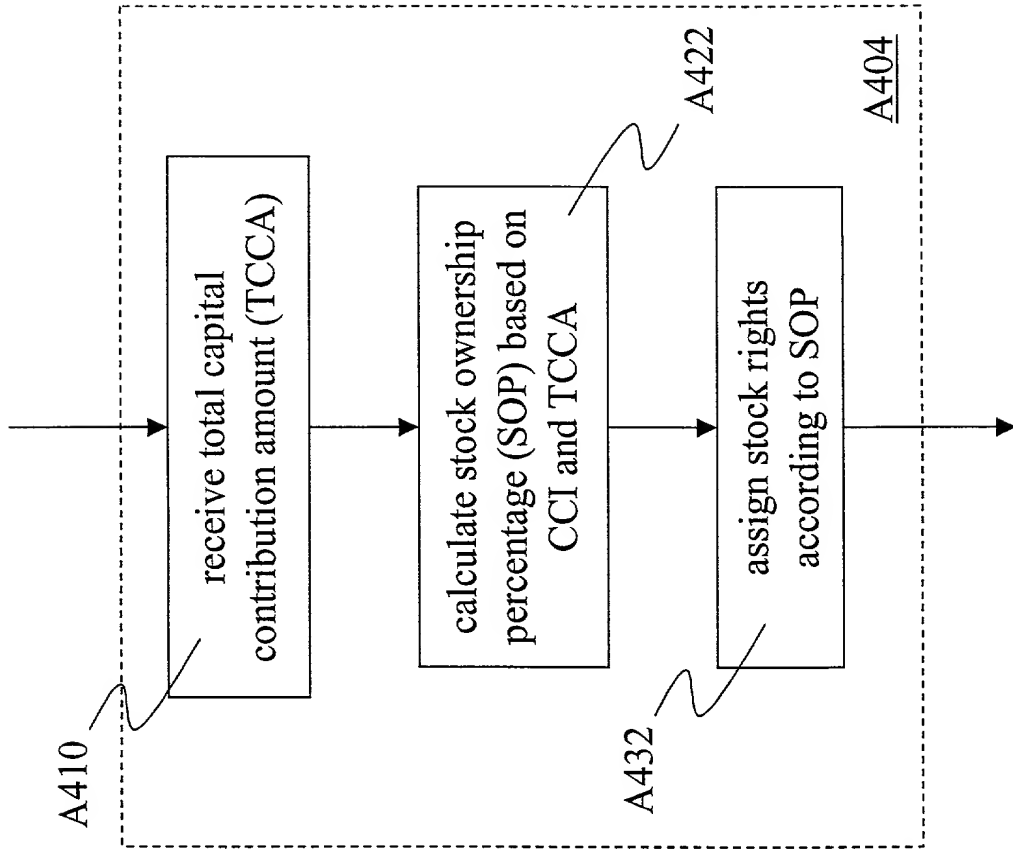 A410
receive total capital
contribution amount (TCCA)
calculate stock ownership
percentage (SOP) based on
CCI and TCCA
A422
A432
assign stock rights
according to SOP
A404